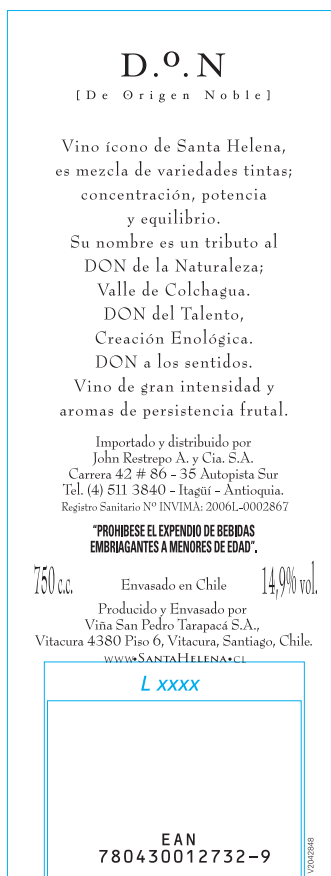 D.º.N
[De Origen Noble]
Vino ícono de Santa Helena,
es mezcla de variedades tintas;
concentración, potencia
y equilibrio.
Su nombre es un tributo al
DON de la Naturaleza;
Valle de Colchagua.
DON del Talento,
Creación Enológica.
DON a los sentidos.
Vino de gran intensidad y
aromas de persistencia frutal.
Importado y distribuido por
John Restrepo A. y Cia. S.A.
Carrera 42 # 86 - 35 Autopista Sur
Tel. (4) 511 3840 - Itagüí - Antioquia.
Registro Sanitario Nº INVIMA: 2006L-0002867
"PROHIBESE EL EXPENDIO DE BEBIDAS
EMBRIAGANTES A MENORES DE EDAD".
750 c.c. Envasado en Chile 14,9% vol.
Producido y Envasado por
Viña San Pedro Tarapacá S.A.,
Vitacura 4380 Piso 6, Vitacura, Santiago, Chile.
WWW•SANTAHELENA•CL
L xxxx
EAN
780430012732-9
V2042848